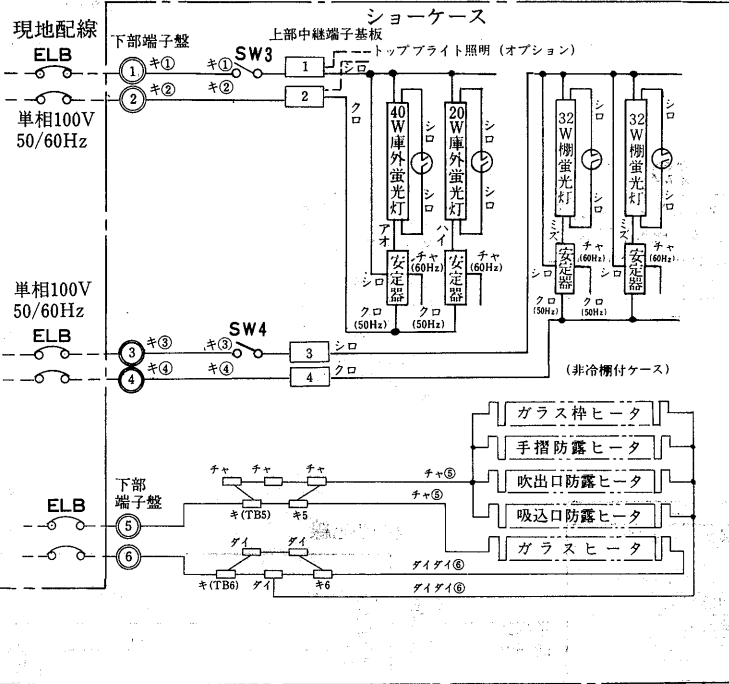 ショーケース
現地配線
下部端子盤
上部中継端子基板
ELB
1
キ①
キ①
SW3
1
トップブライト照明 (オプション)
シロ
2
キ②
キ②
2
クロ
単相100V
50/60Hz
40W庫外蛍光灯
シロ
シロ
20W庫外蛍光灯
シロ
シロ
32W棚蛍光灯
シロ
シロ
32W棚蛍光灯
シロ
シロ
アオ
ハイ
ミズ
ミズ
安定器
チャ
(60Hz)
安定器
チャ
(60Hz)
安定器
チャ
(60Hz)
安定器
チャ
(60Hz)
シロ
シロ
シロ
クロ
(50Hz)
クロ
(50Hz)
クロ
(50Hz)
クロ
(50Hz)
単相100V
50/60Hz
ELB
3
キ③
キ③
SW4
3
シロ
4
キ④
キ④
4
クロ
(非冷棚付ケース)
ガラス枠ヒータ
手摺防露ヒータ
吹出口防露ヒータ
吸込口防露ヒータ
ガラスヒータ
下部
端子盤
チャ
チャ
チャ
チャ⑤
チャ⑤
ELB
5
キ(TB5)
キ5
6
ダイ
ダイ
キ(TB6)
ダイ
キ6
ダイダイ⑥
ダイダイ⑥